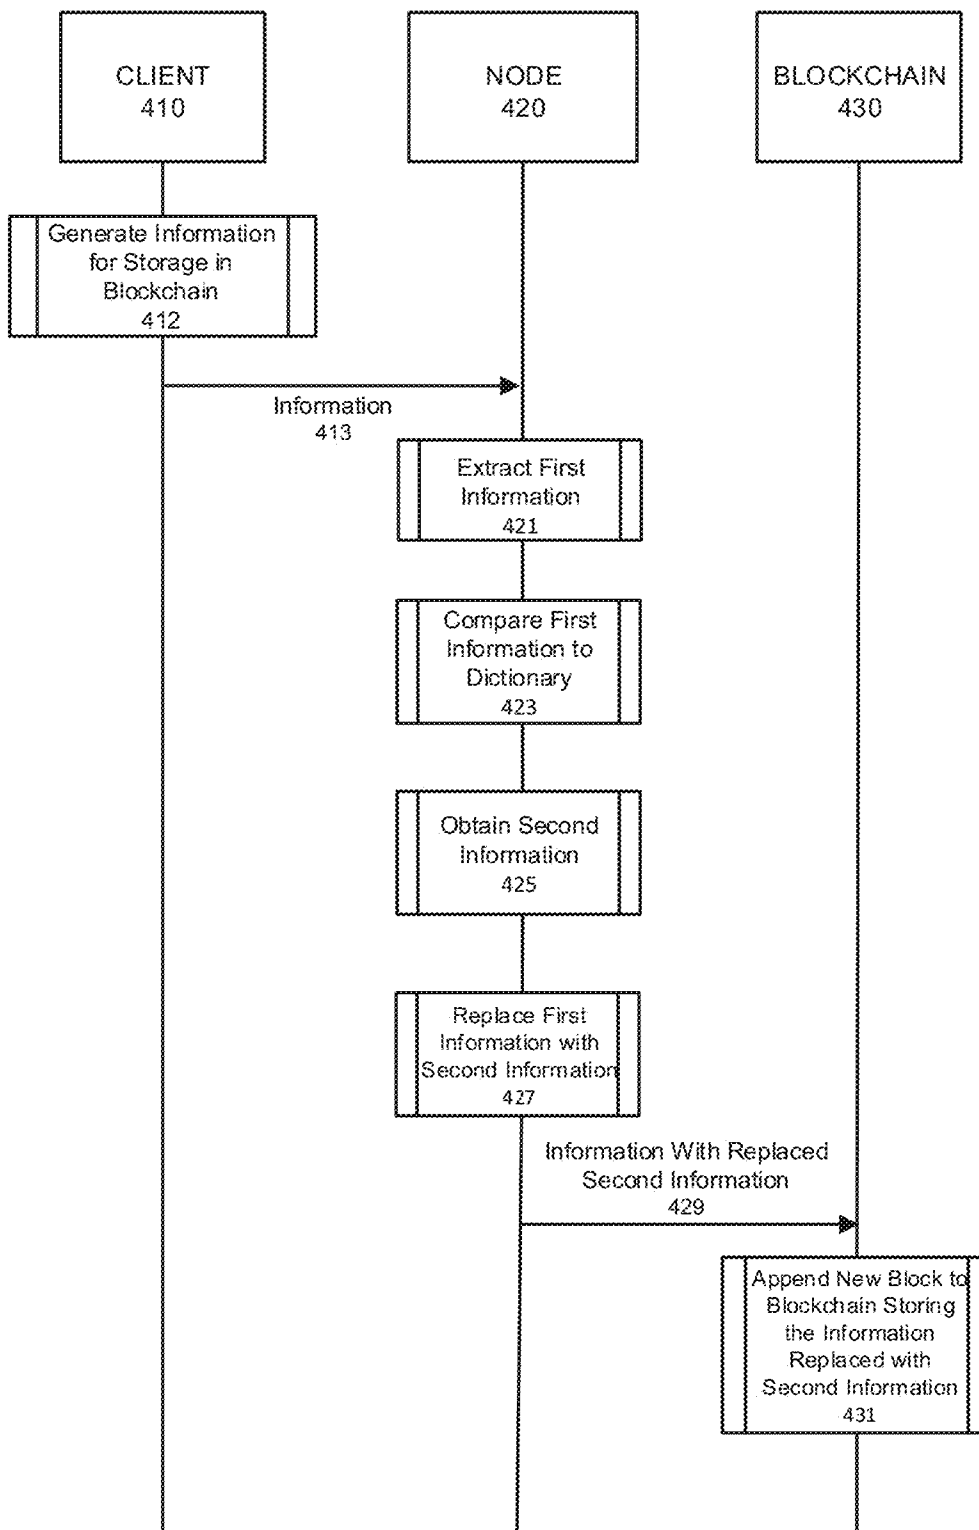 CLIENT
410
NODE
420
BLOCKCHAIN
430
Generate Information
for Storage in
Blockchain
412
Information
413
Extract First
Information
421
Compare First
Information to
Dictionary
423
Obtain Second
Information
425
Replace First
Information with
Second Information
427
Information With Replaced
Second Information
429
Append New Block to
Blockchain Storing
the Information
Replaced with
Second Information
431